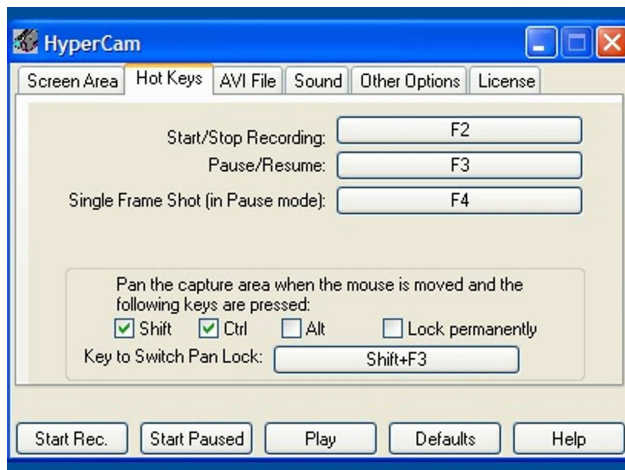 HyperCam
Screen Area Hot Keys AVI File Sound Other Options License
Start/Stop Recording: F2
Pause/Resume: F3
Single Frame Shot (in Pause mode): F4
Pan the capture area when the mouse is moved and the
following keys are pressed:
Shift Ctrl Alt Lock permanently
Key to Switch Pan Lock: Shift+F3
Start Rec. Start Paused Play Defaults Help